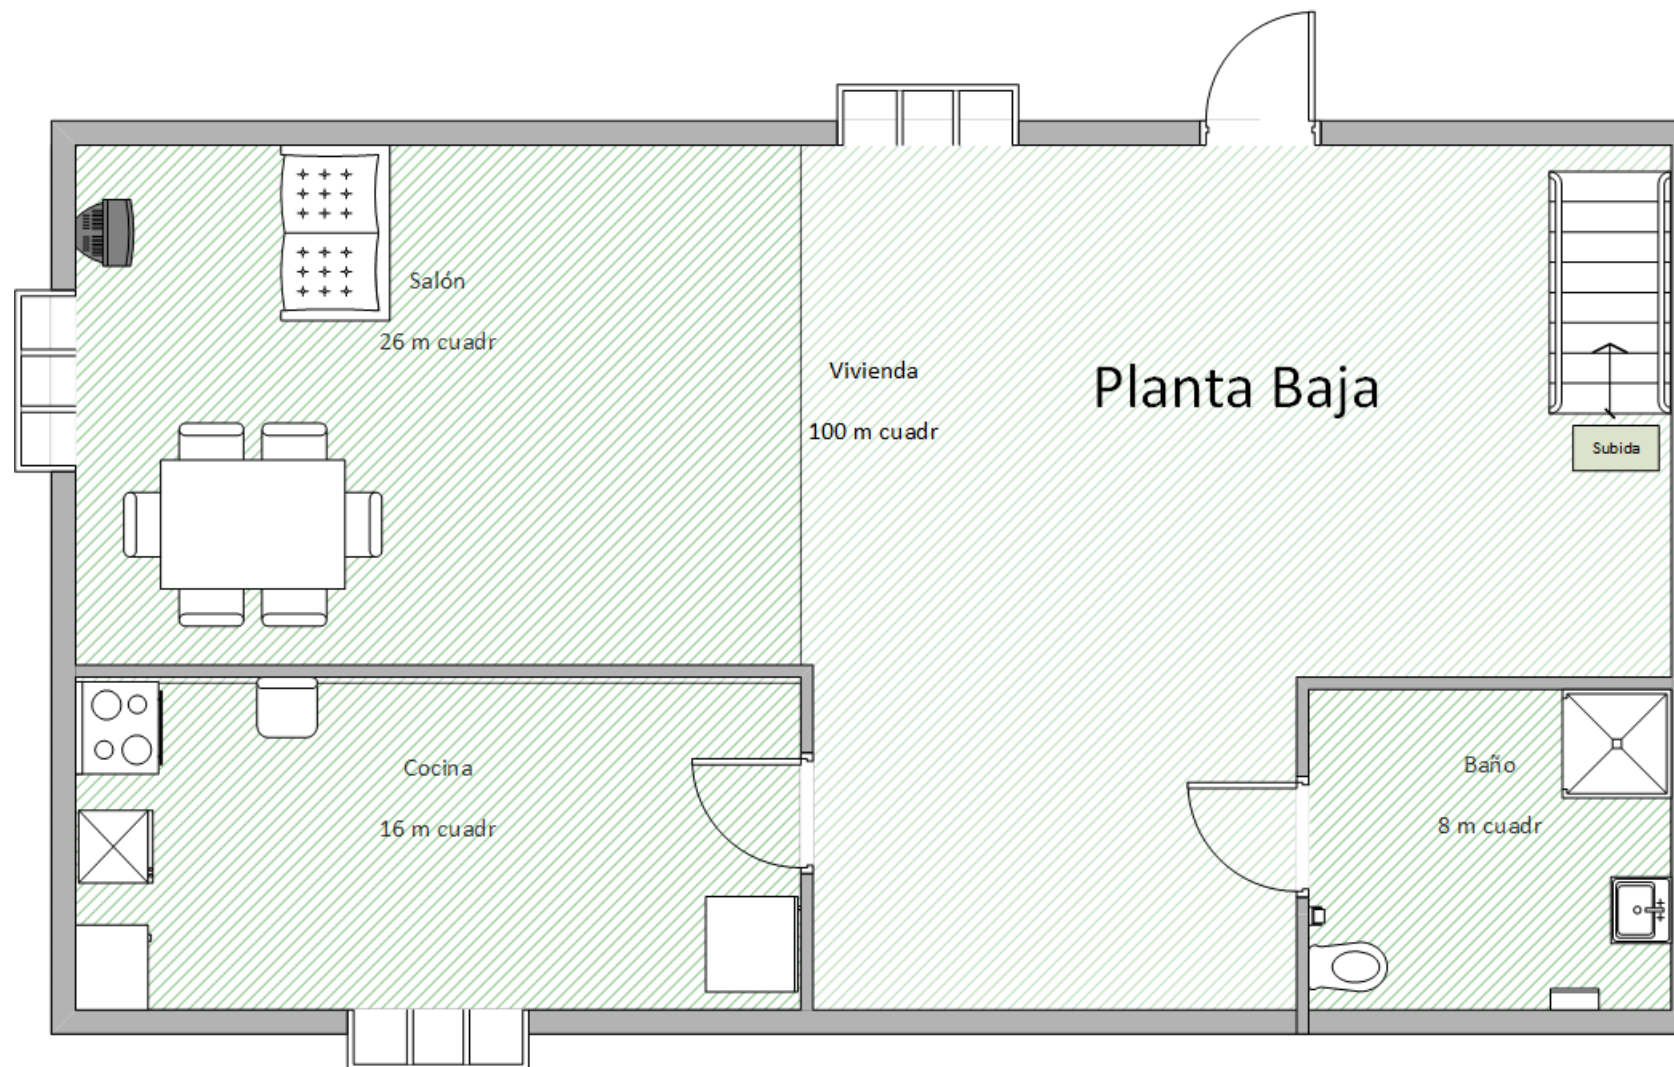 Salón
26 m cuadr
Vivienda
100 m cuadr
Planta Baja
Subida
Cocina
16 m cuadr
Baño
8 m cuadr